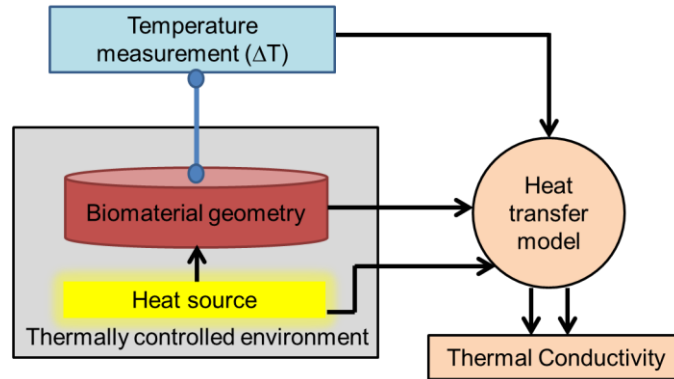 Temperature
measurement (ΔT)
Biomaterial geometry
Heat
transfer
model
Heat source
Thermally controlled environment
Thermal Conductivity